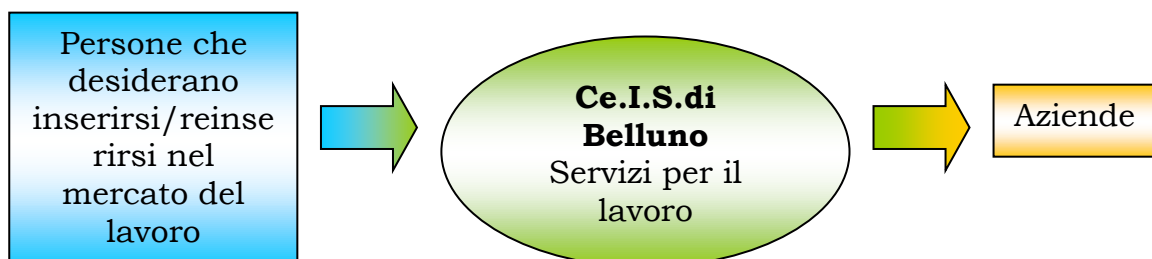 Persone che
desiderano
inserirsi/reinse
rirsi nel
mercato del
lavoro
Ce.I.S.di
Belluno
Servizi per il
lavoro
Aziende